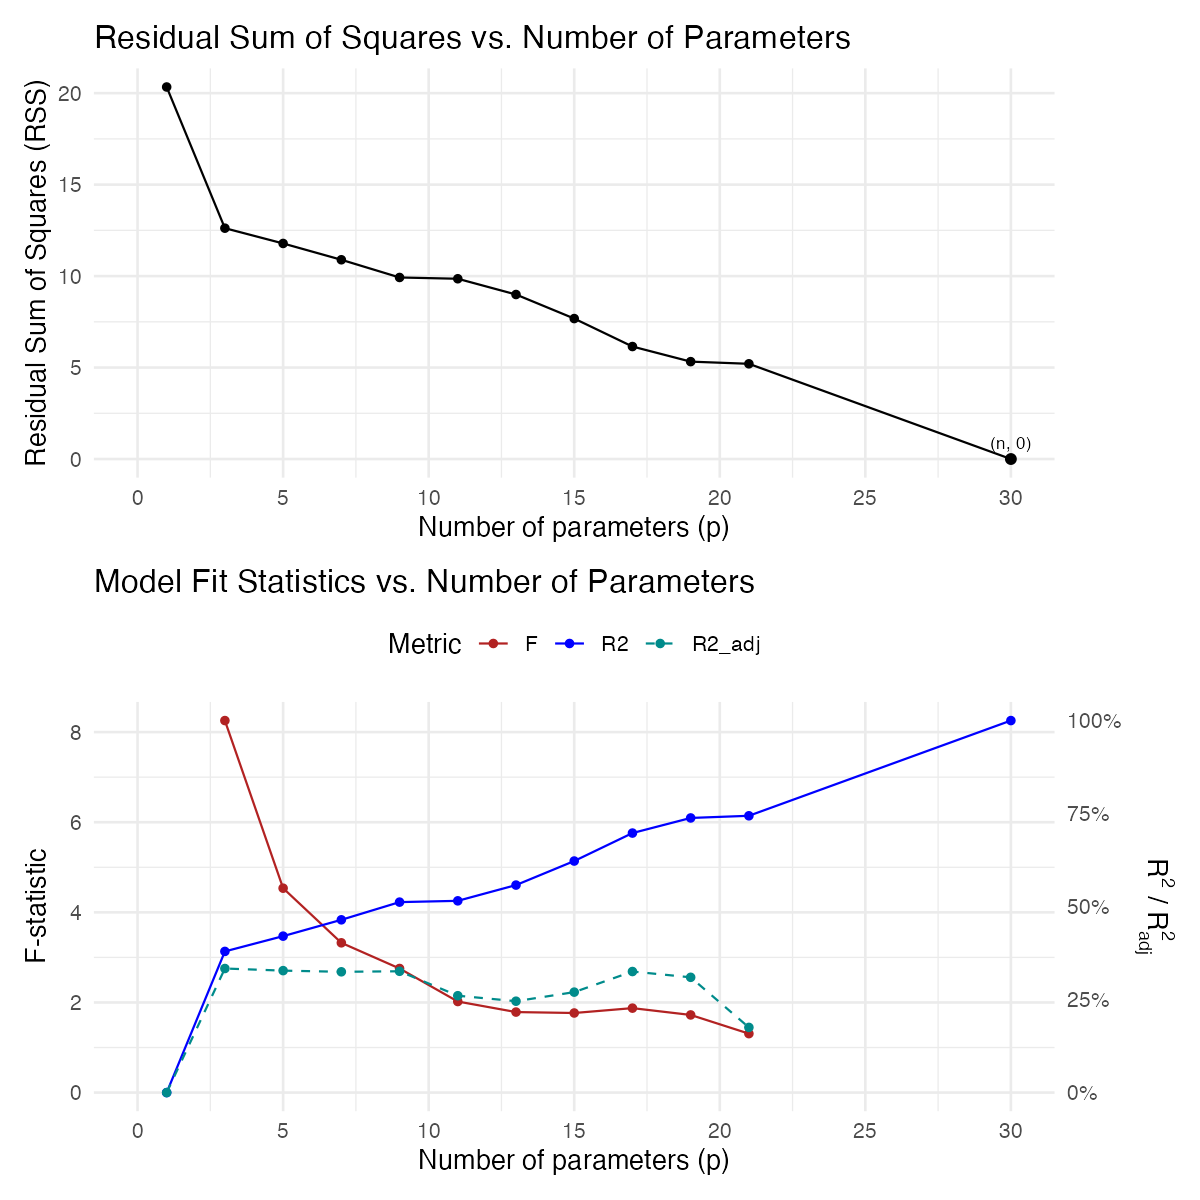 Residual Sum of Squares vs. Number of Parameters
Residual Sum of Squares (RSS)
20
15
10
5
0
(n, 0)
0 5 10 15 20 25 30
Number of parameters (p)
Model Fit Statistics vs. Number of Parameters
Metric F R2 R2_adj
F-statistic
8
6
4
2
0
100%
75%
50%
25%
0%
R² / R²adj
0 5 10 15 20 25 30
Number of parameters (p)